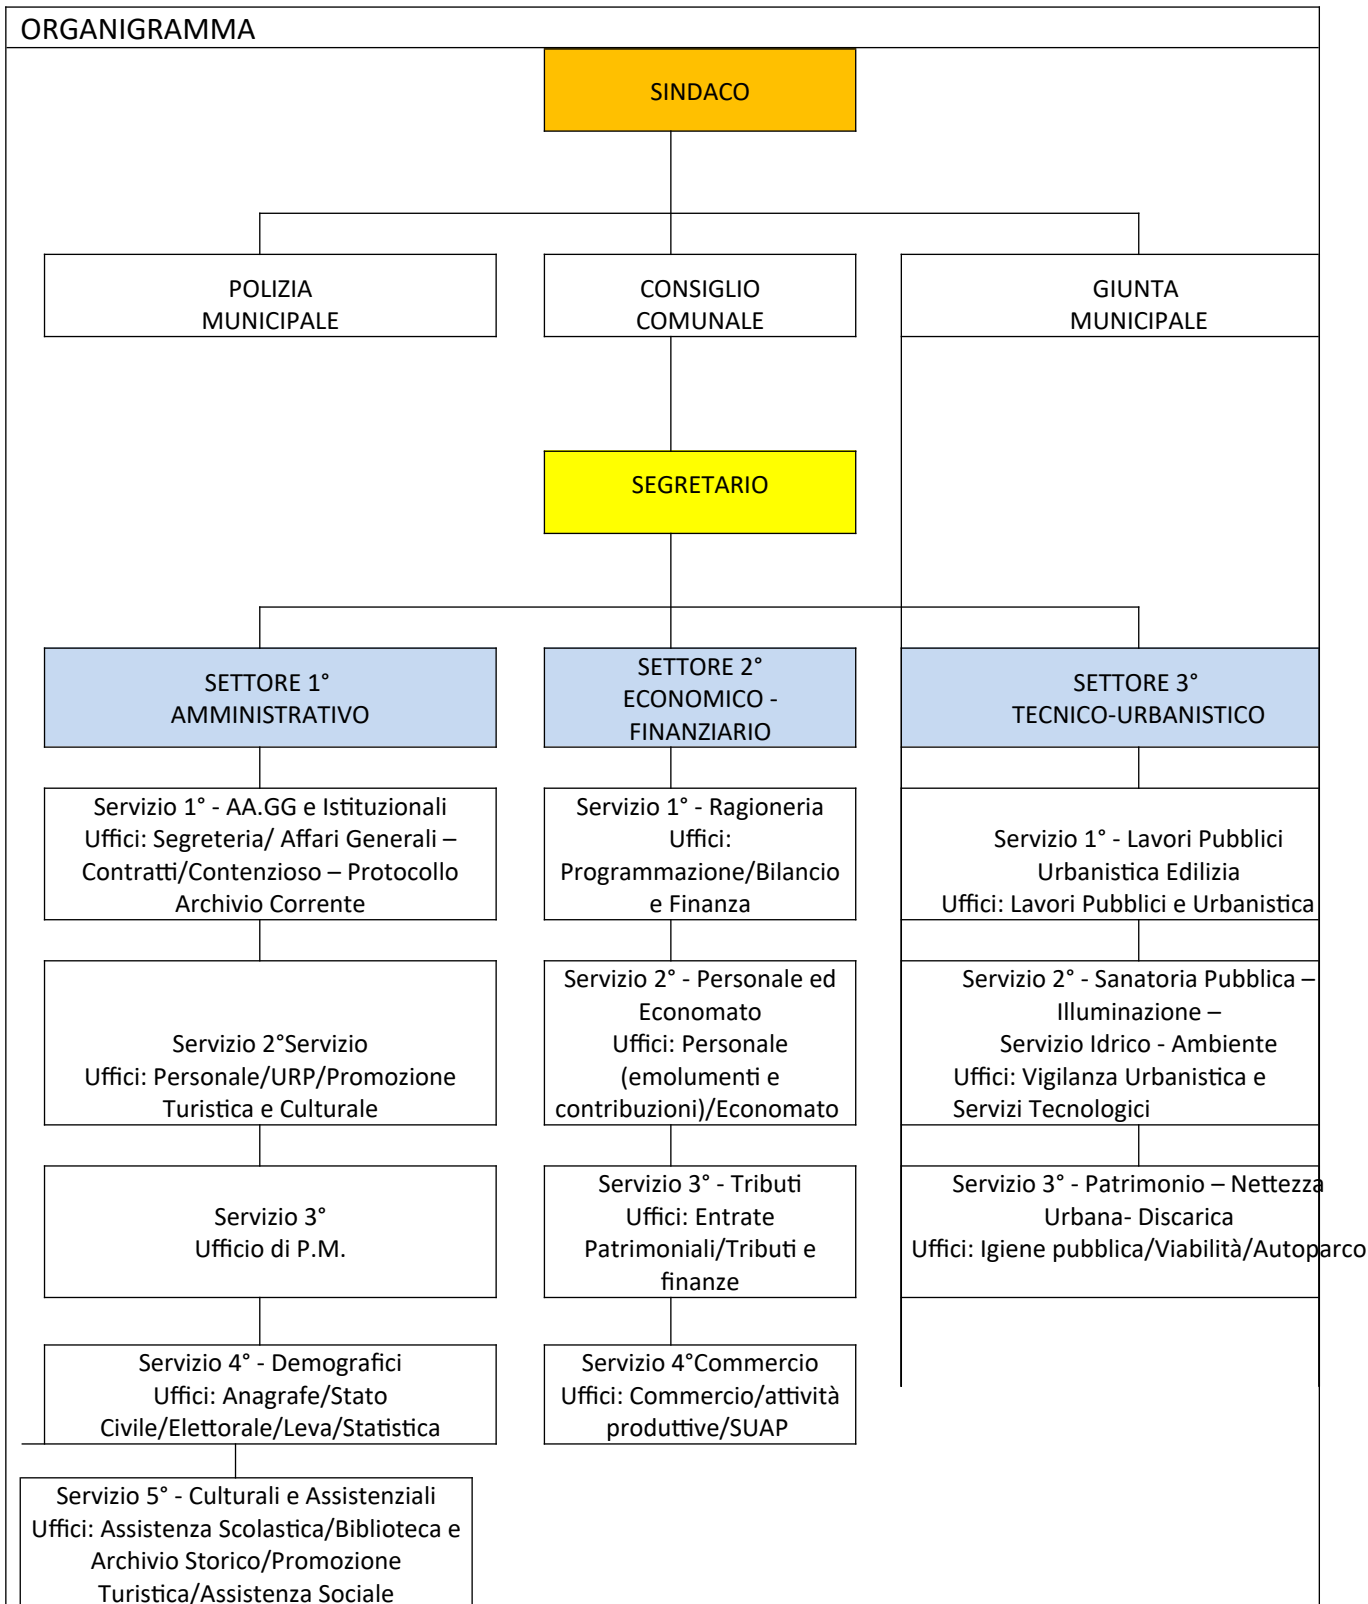 ORGANIGRAMMA
SINDACO
POLIZIA
MUNICIPALE
CONSIGLIO
COMUNALE
GIUNTA
MUNICIPALE
SEGRETARIO
SETTORE 1°
AMMINISTRATIVO
SETTORE 2°
ECONOMICO -
FINANZIARIO
SETTORE 3°
TECNICO-URBANISTICO
Servizio 1° - AA.GG e Istituzionali
Uffici: Segreteria/ Affari Generali –
Contratti/Contenzioso – Protocollo
Archivio Corrente
Servizio 1° - Ragioneria
Uffici:
Programmazione/Bilancio
e Finanza
Servizio 1° - Lavori Pubblici
Urbanistica Edilizia
Uffici: Lavori Pubblici e Urbanistica
Servizio 2°Servizio
Uffici: Personale/URP/Promozione
Turistica e Culturale
Servizio 2° - Personale ed
Economato
Uffici: Personale
(emolumenti e
contribuzioni)/Economato
Servizio 2° - Sanatoria Pubblica –
Illuminazione –
Servizio Idrico - Ambiente
Uffici: Vigilanza Urbanistica e
Servizi Tecnologici
Servizio 3°
Ufficio di P.M.
Servizio 3° - Tributi
Uffici: Entrate
Patrimoniali/Tributi e
finanze
Servizio 3° - Patrimonio – Nettezza
Urbana- Discarica
Uffici: Igiene pubblica/Viabilità/Autoparco
Servizio 4° - Demografici
Uffici: Anagrafe/Stato
Civile/Elettorale/Leva/Statistica
Servizio 4°Commercio
Uffici: Commercio/attività
produttive/SUAP
Servizio 5° - Culturali e Assistenziali
Uffici: Assistenza Scolastica/Biblioteca e
Archivio Storico/Promozione
Turistica/Assistenza Sociale